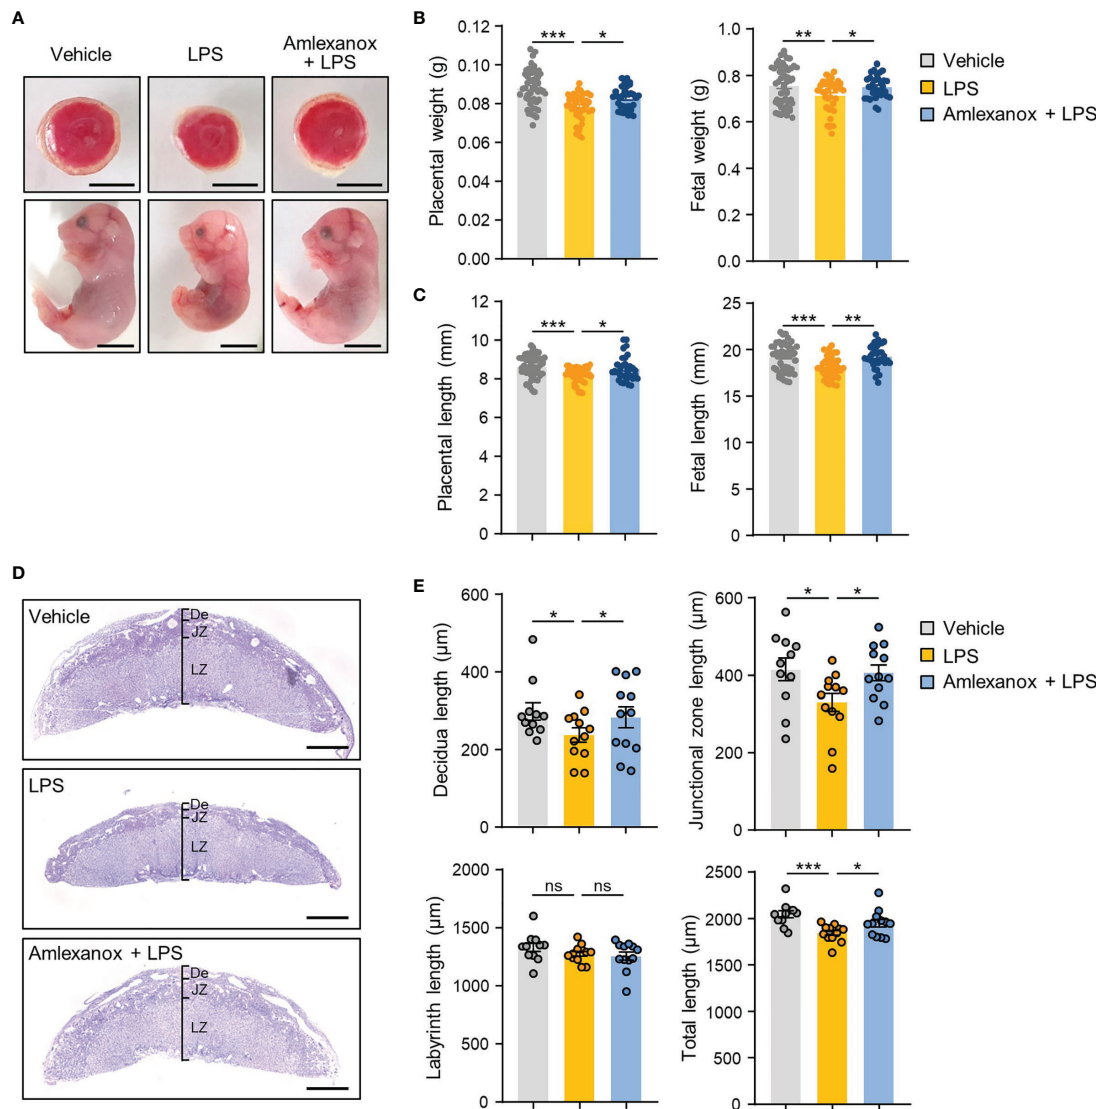 A
Vehicle
LPS
Amlexanox
+ LPS
B
Placental weight (g)
0.12
0.10
0.08
0.06
0.04
0.02
0.00
***
*
Fetal weight (g)
1.0
0.8
0.6
0.4
0.2
0.0
**
*
Vehicle
LPS
Amlexanox + LPS
C
Placental length (mm)
12
10
8
6
4
2
0
***
*
Fetal length (mm)
25
20
15
10
5
0
***
**
D
Vehicle
De
JZ
LZ
LPS
De
JZ
LZ
Amlexanox + LPS
De
JZ
LZ
E
Decidua length (µm)
600
400
200
0
*
*
Junctional zone length (µm)
600
400
200
0
*
*
Vehicle
LPS
Amlexanox + LPS
Labyrinth length (µm)
2000
1500
1000
500
0
ns
ns
Total length (µm)
2500
2000
1500
1000
500
0
***
*